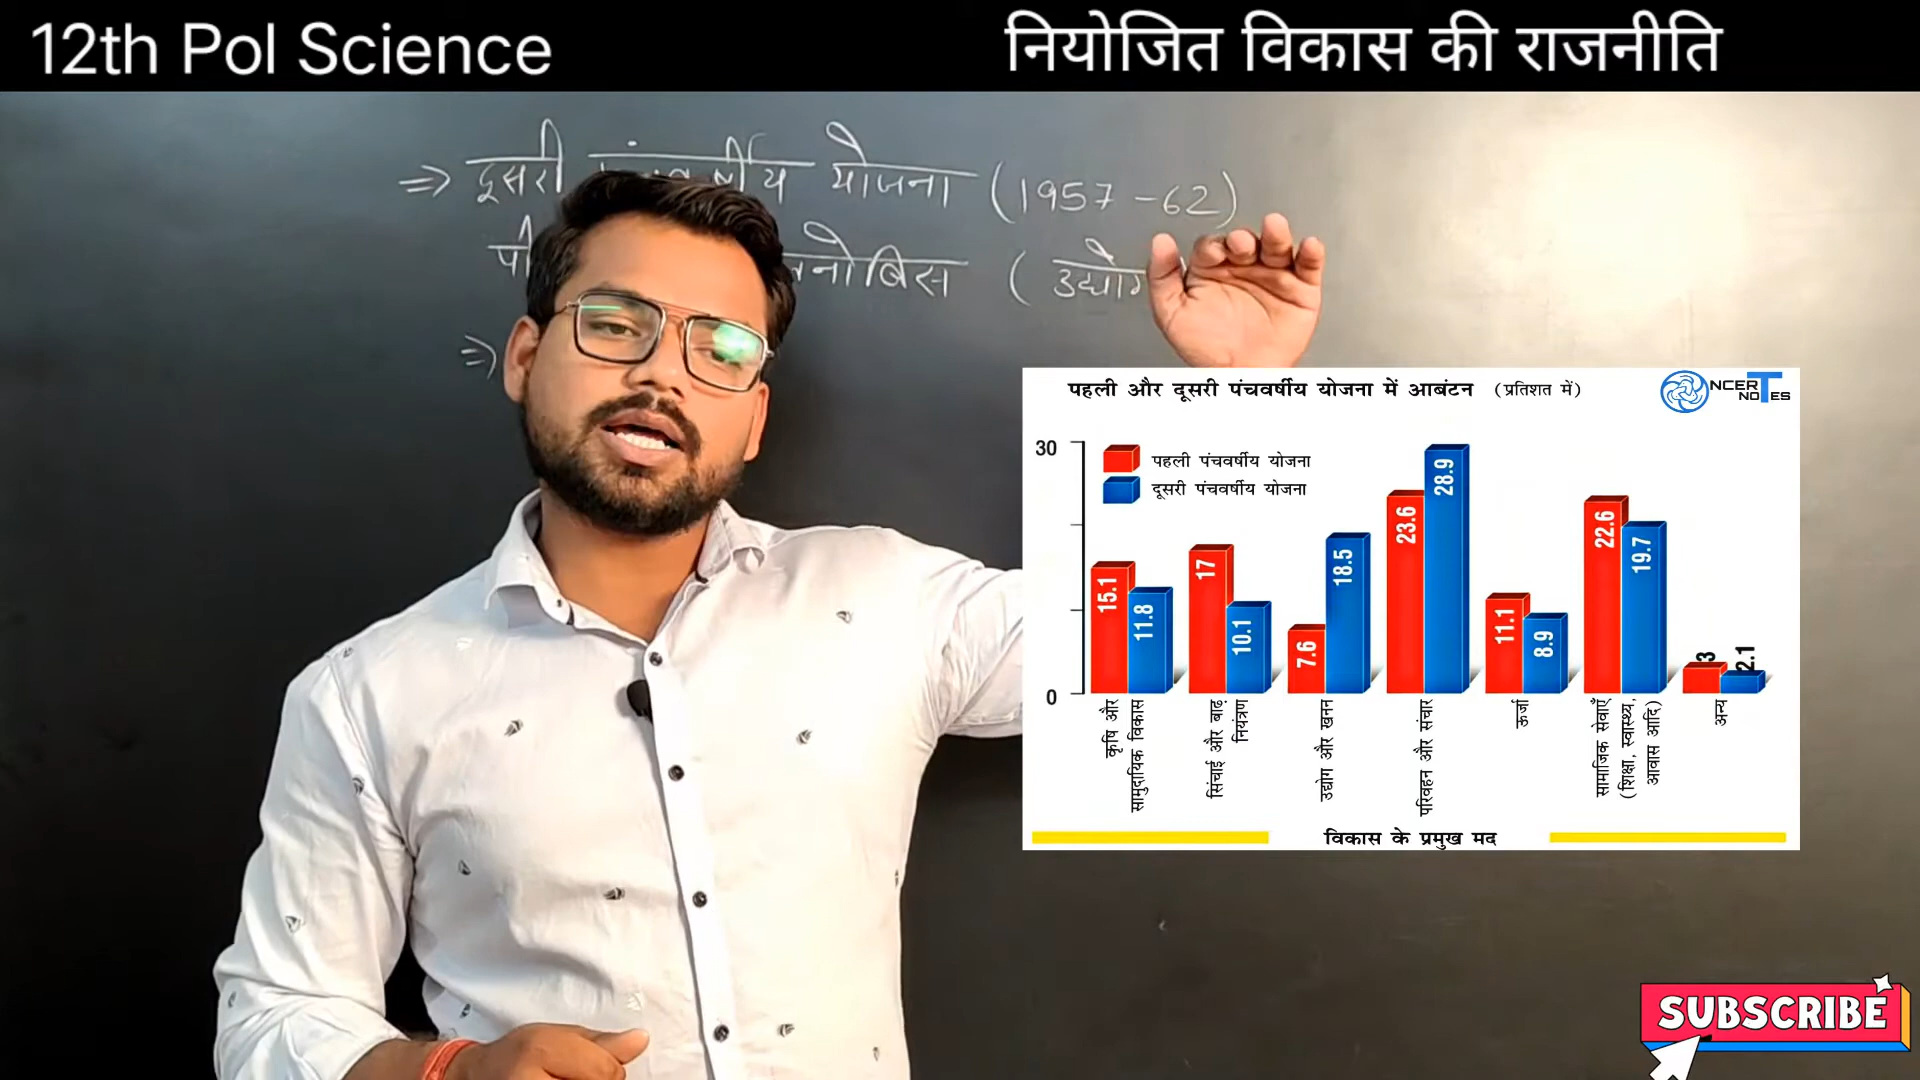 12th Pol Science
नियोजित विकास की राजनीति
⇒ दूसरी योजना (1957-62)
⇒
पहली और दूसरी पंचवर्षीय योजना में आबंटन (प्रतिशत में)
NCERT NOTES
30
पहली पंचवर्षीय योजना
दूसरी पंचवर्षीय योजना
0
15.1 11.8
17 10.1
7.6 18.5
23.6 28.9
11.1 8.9
22.6 19.7
3 2.1
कृषि और
सामुदायिक विकास
सिंचाई और बाढ़
नियंत्रण
उद्योग और खनन
परिवहन और संचार
ऊर्जा
सामाजिक सेवाएँ
(शिक्षा, स्वास्थ्य,
आवास आदि)
अन्य
विकास के प्रमुख मद
SUBSCRIBE